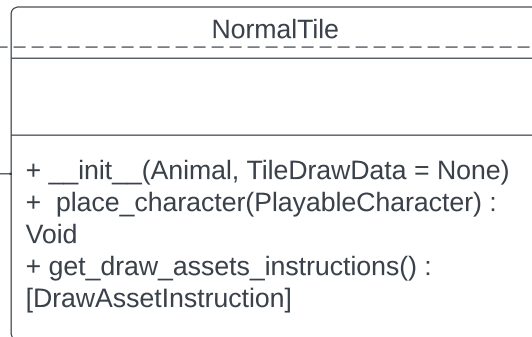 NormalTile
+ __init__(Animal, TileDrawData = None)
+ place_character(PlayableCharacter) :
Void
+ get_draw_assets_instructions() :
[DrawAssetInstruction]